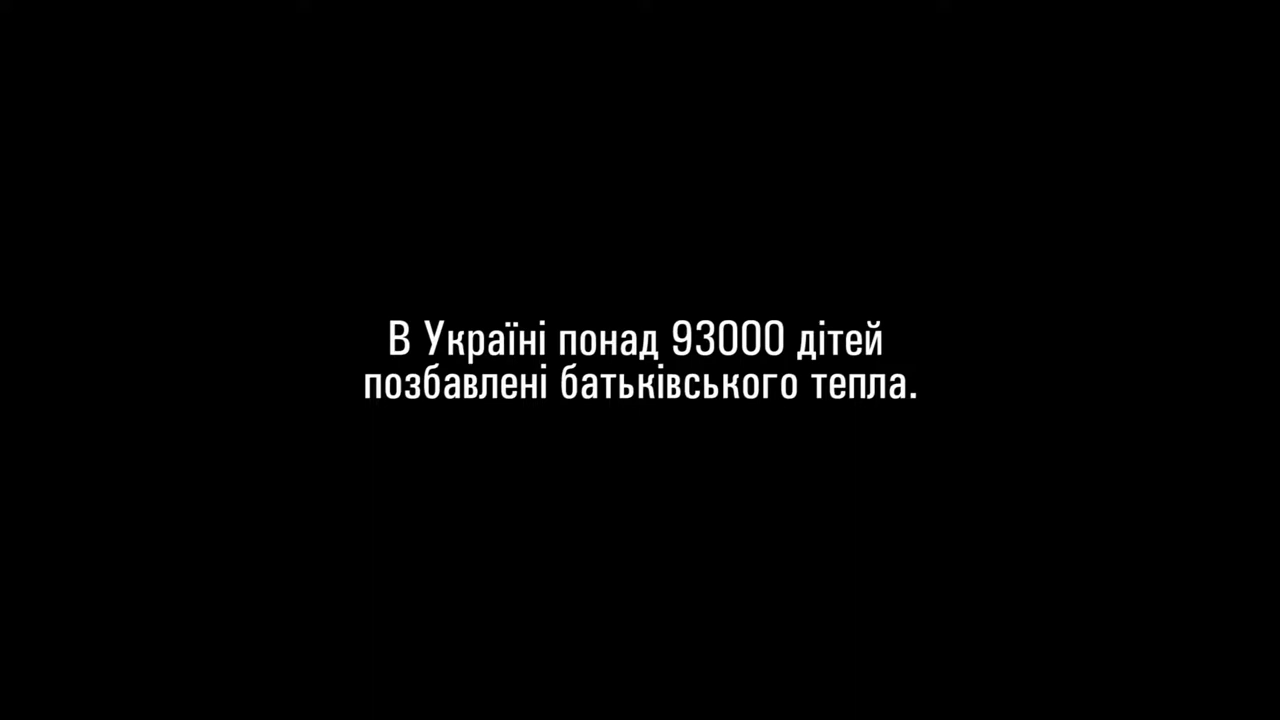 В Україні понад 93000 дітей
позбавлені батьківського тепла.